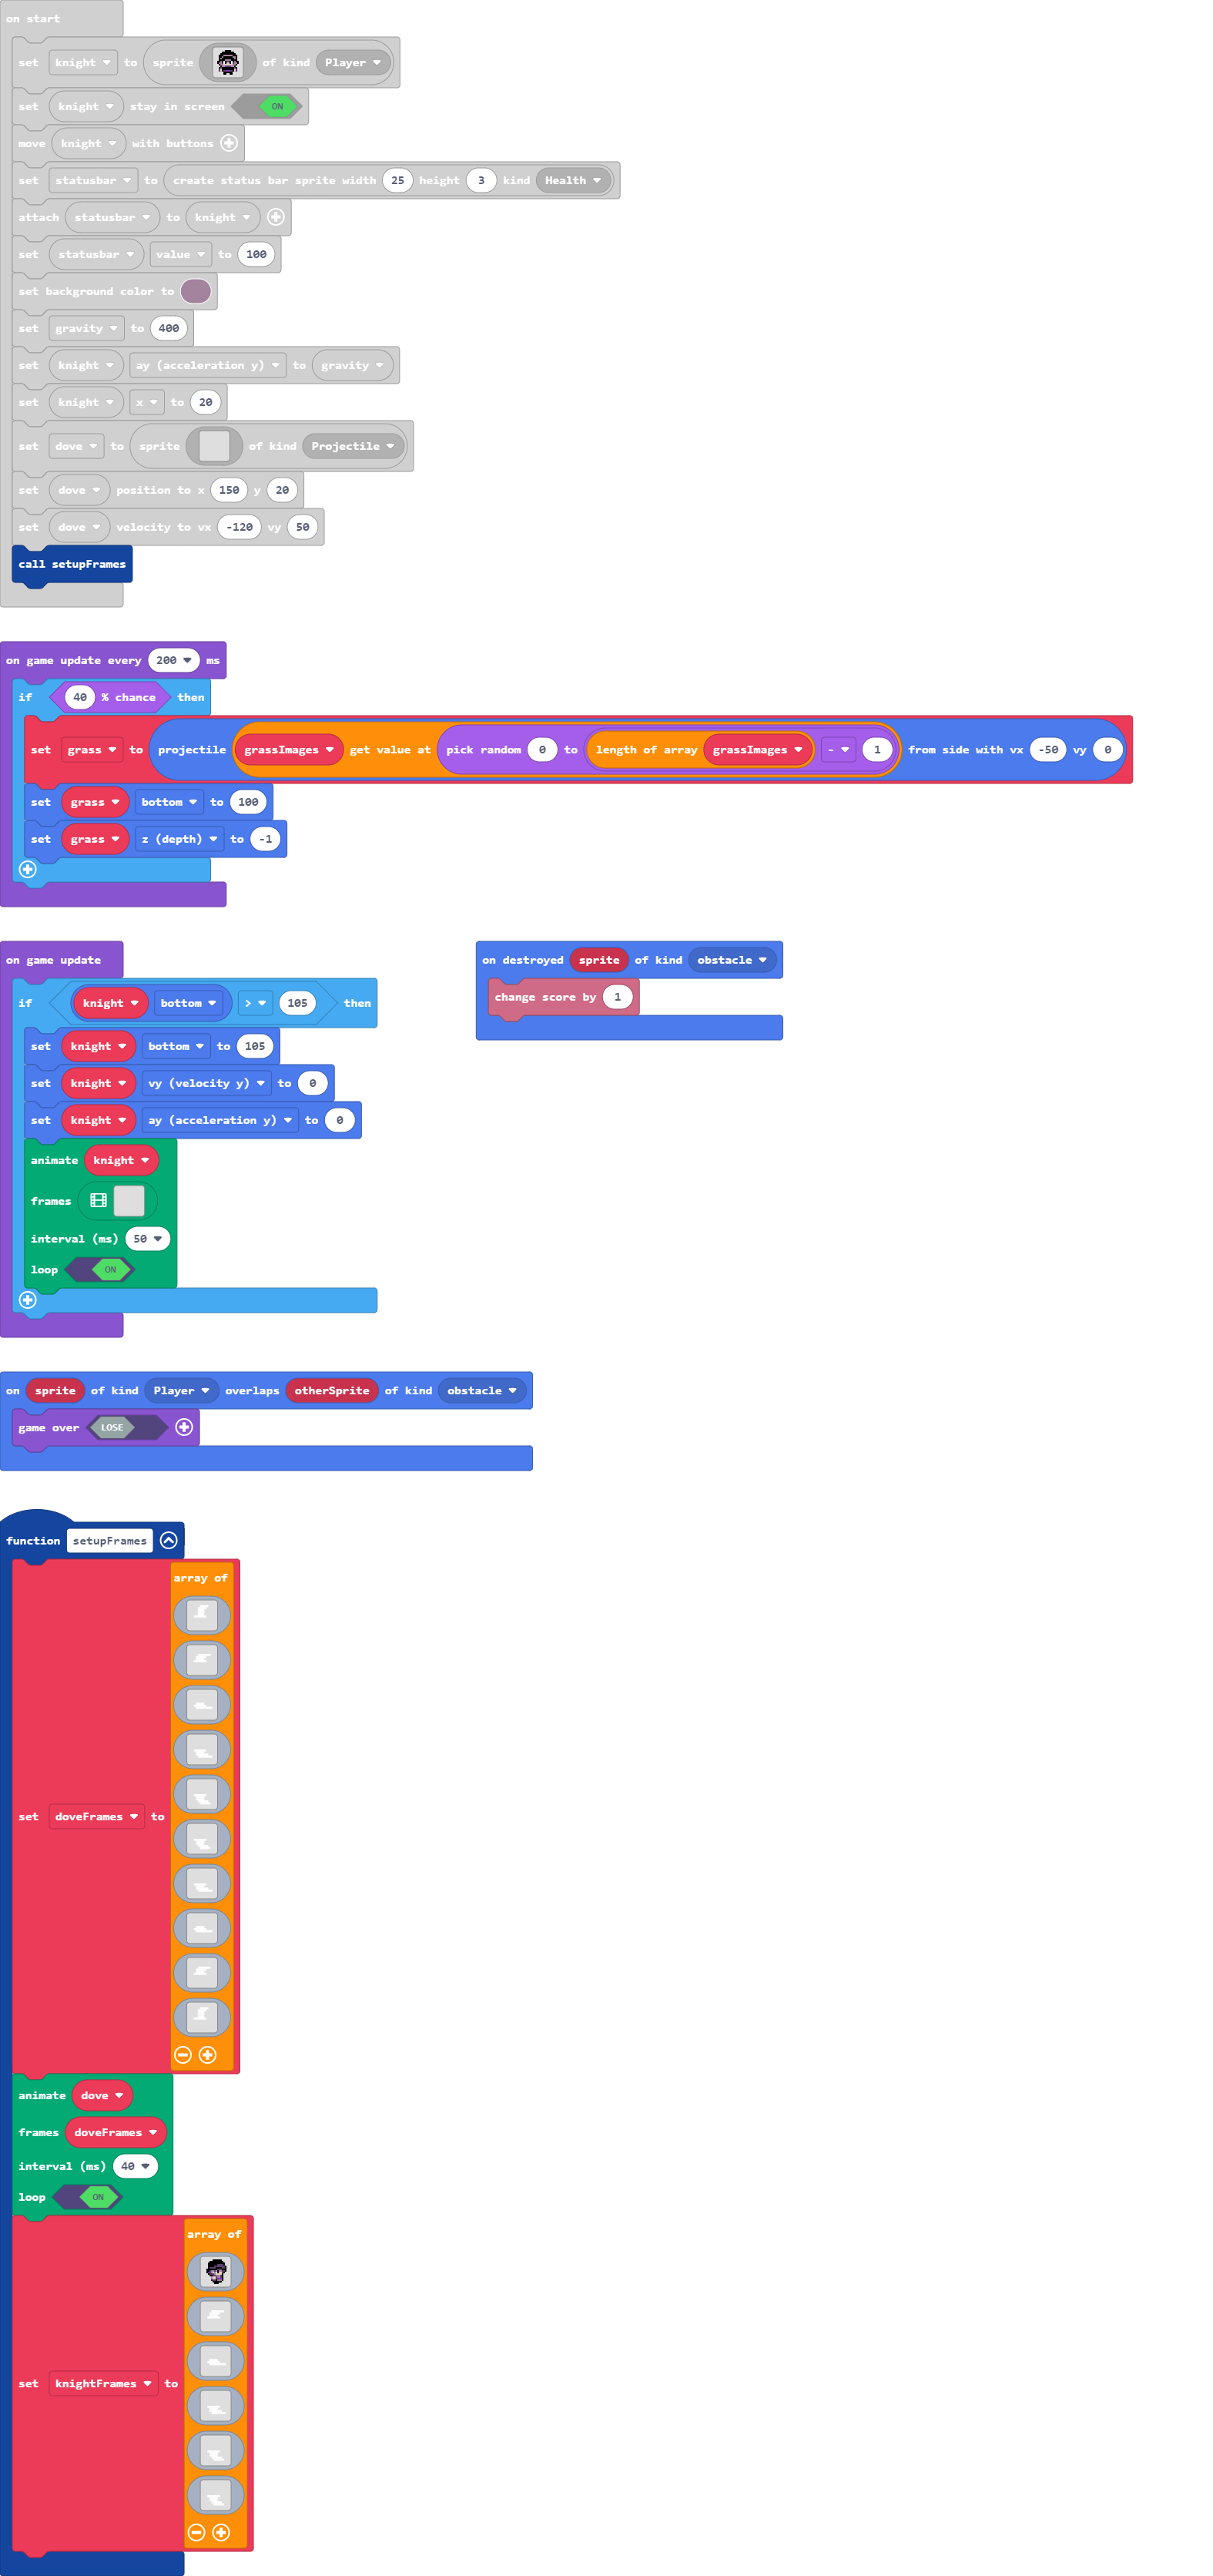 on start
set knight to sprite of kind Player
set knight stay in screen ON
move knight with buttons
set statusbar to create status bar sprite width 25 height 3 kind Health
attach statusbar to knight
set statusbar value to 100
set background color to
set gravity to 400
set knight ay (acceleration y) to gravity
set knight x to 20
set dove to sprite of kind Projectile
set dove position to x 150 y 20
set dove velocity to vx -120 vy 50
call setupFrames
on game update every 200 ms
if 40 % chance then
set grass to projectile grassImages get value at pick random 0 to length of array grassImages - 1 from side with vx -50 vy 0
set grass bottom to 100
set grass z (depth) to -1
on game update
if knight bottom > 105 then
set knight bottom to 105
set knight vy (velocity y) to 0
set knight ay (acceleration y) to 0
animate knight
frames
interval (ms) 50
loop ON
on destroyed sprite of kind obstacle
change score by 1
on sprite of kind Player overlaps otherSprite of kind obstacle
game over LOSE
function setupFrames
array of
set doveFrames to
animate dove
frames doveFrames
interval (ms) 40
loop ON
array of
set knightFrames to